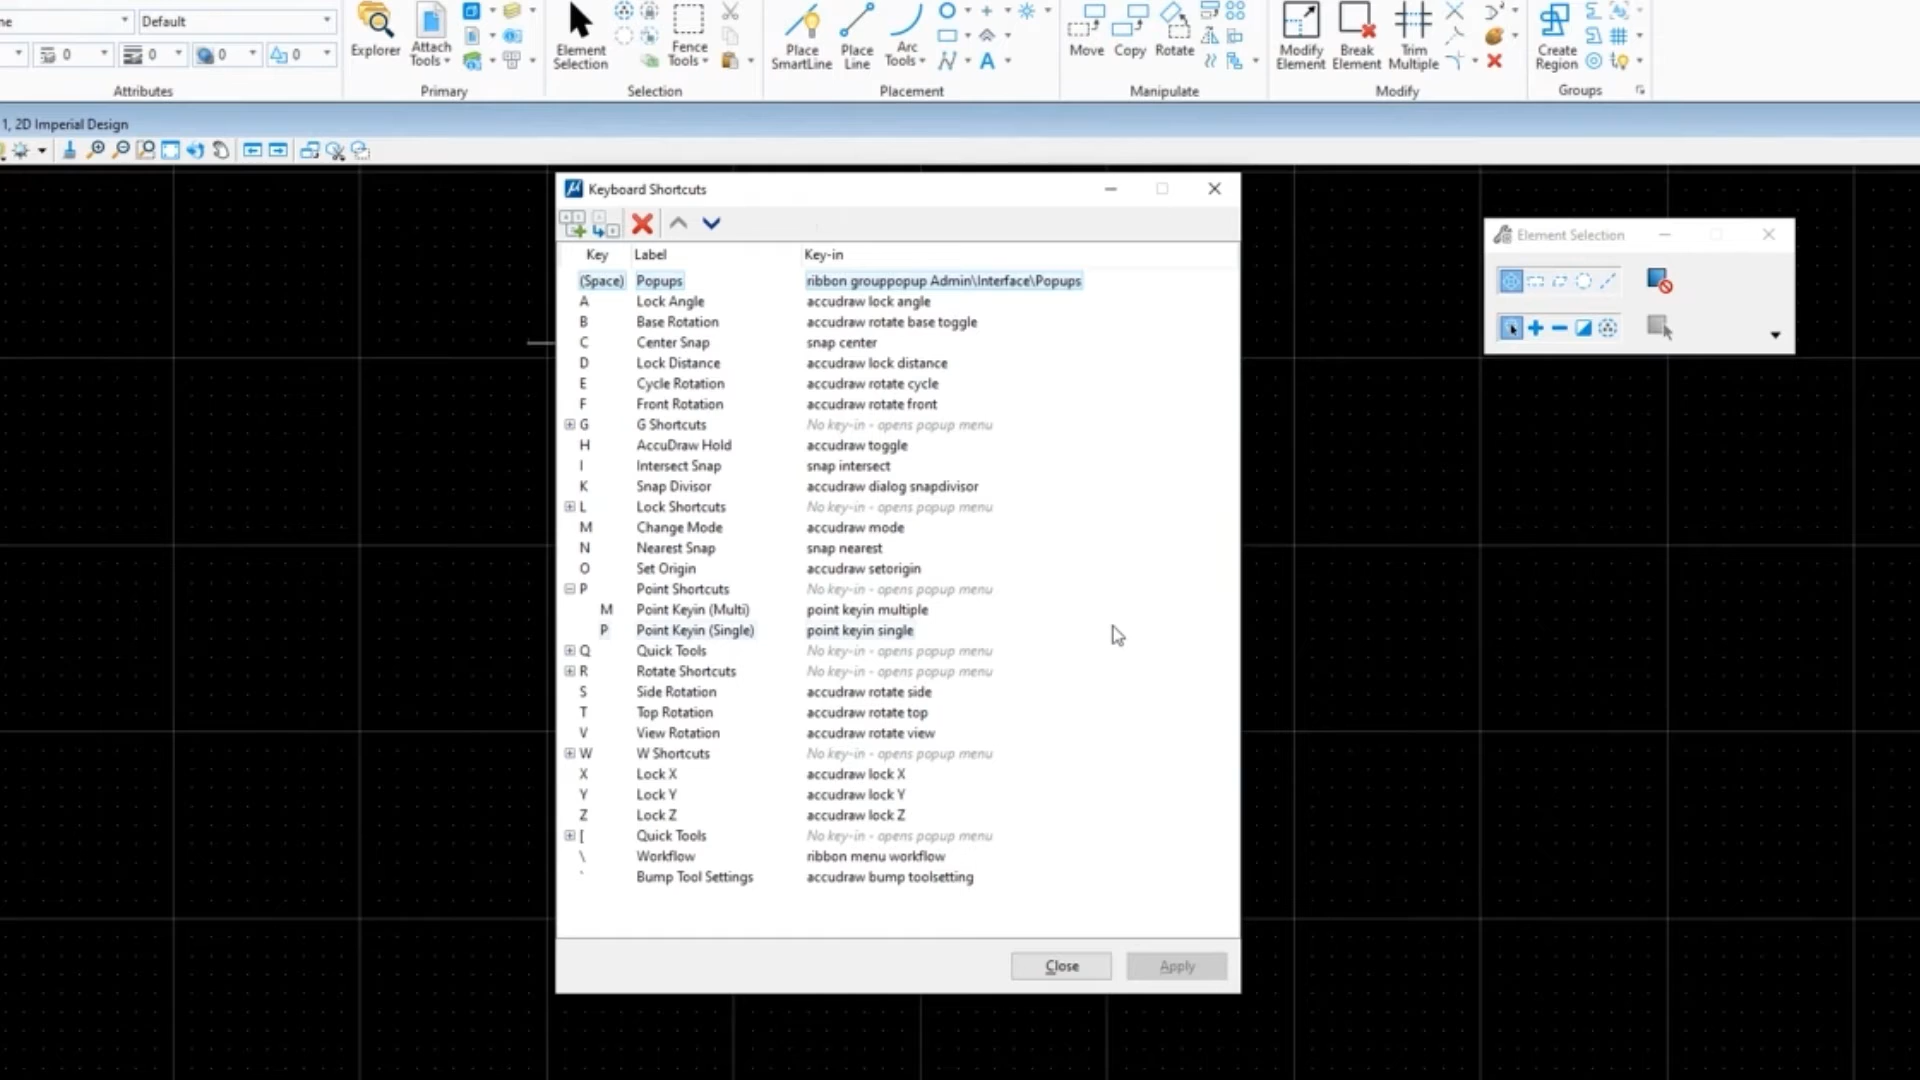 ne
Default
0
0
0
0
Attributes
Explorer
Attach
Tools
Primary
Element
Selection
Fence
Tools
Selection
Place
SmartLine
Place
Line
Arc
Tools
Placement
Move
Copy
Rotate
Manipulate
Modify
Element
Break
Element
Trim
Multiple
Modify
Create
Region
Groups
1, 2D Imperial Design
Keyboard Shortcuts
Key Label Key-in
(Space) Popups ribbon grouppopup Admin\Interface\Popups
A Lock Angle accudraw lock angle
B Base Rotation accudraw rotate base toggle
C Center Snap snap center
D Lock Distance accudraw lock distance
E Cycle Rotation accudraw rotate cycle
F Front Rotation accudraw rotate front
G G Shortcuts No key-in - opens popup menu
H AccuDraw Hold accudraw toggle
I Intersect Snap snap intersect
K Snap Divisor accudraw dialog snapdivisor
L Lock Shortcuts No key-in - opens popup menu
M Change Mode accudraw mode
N Nearest Snap snap nearest
O Set Origin accudraw setorigin
P Point Shortcuts No key-in - opens popup menu
M Point Keyin (Multi) point keyin multiple
P Point Keyin (Single) point keyin single
Q Quick Tools No key-in - opens popup menu
R Rotate Shortcuts No key-in - opens popup menu
S Side Rotation accudraw rotate side
T Top Rotation accudraw rotate top
V View Rotation accudraw rotate view
W W Shortcuts No key-in - opens popup menu
X Lock X accudraw lock X
Y Lock Y accudraw lock Y
Z Lock Z accudraw lock Z
[ Quick Tools No key-in - opens popup menu
\ Workflow ribbon menu workflow
` Bump Tool Settings accudraw bump toolsetting
Close
Apply
Element Selection